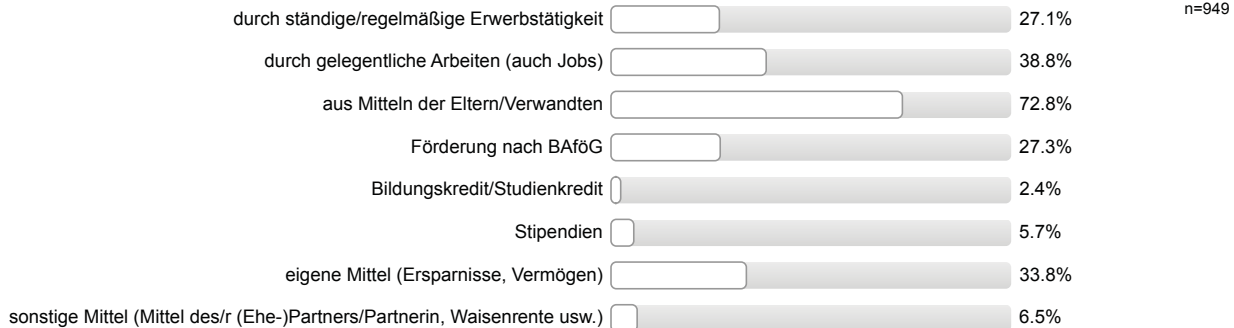 n=949
durch ständige/regelmäßige Erwerbstätigkeit 27.1%
durch gelegentliche Arbeiten (auch Jobs) 38.8%
aus Mitteln der Eltern/Verwandten 72.8%
Förderung nach BAföG 27.3%
Bildungskredit/Studienkredit 2.4%
Stipendien 5.7%
eigene Mittel (Ersparnisse, Vermögen) 33.8%
sonstige Mittel (Mittel des/r (Ehe-)Partners/Partnerin, Waisenrente usw.) 6.5%